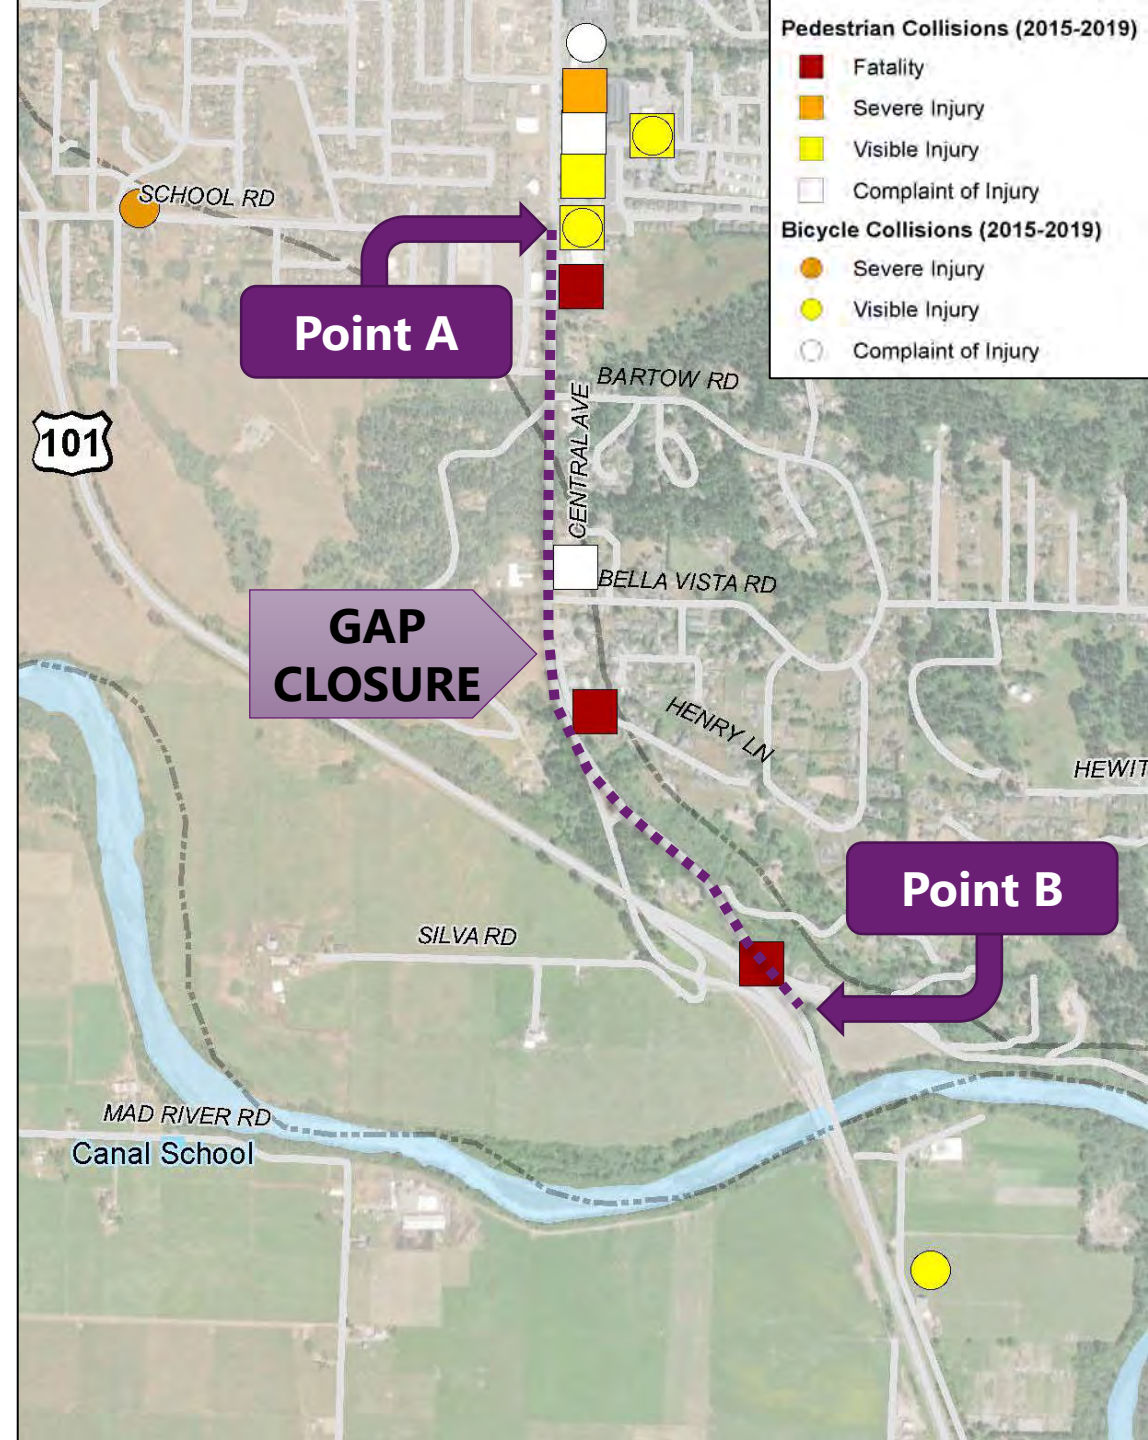 Pedestrian Collisions (2015-2019)
Fatality
Severe Injury
Visible Injury
Complaint of Injury
Bicycle Collisions (2015-2019)
Severe Injury
Visible Injury
Complaint of Injury
SCHOOL RD
Point A
BARTOW RD
CENTRAL AVE
101
BELLA VISTA RD
GAP
CLOSURE
HENRY LN
HEWIT
Point B
SILVA RD
MAD RIVER RD
Canal School